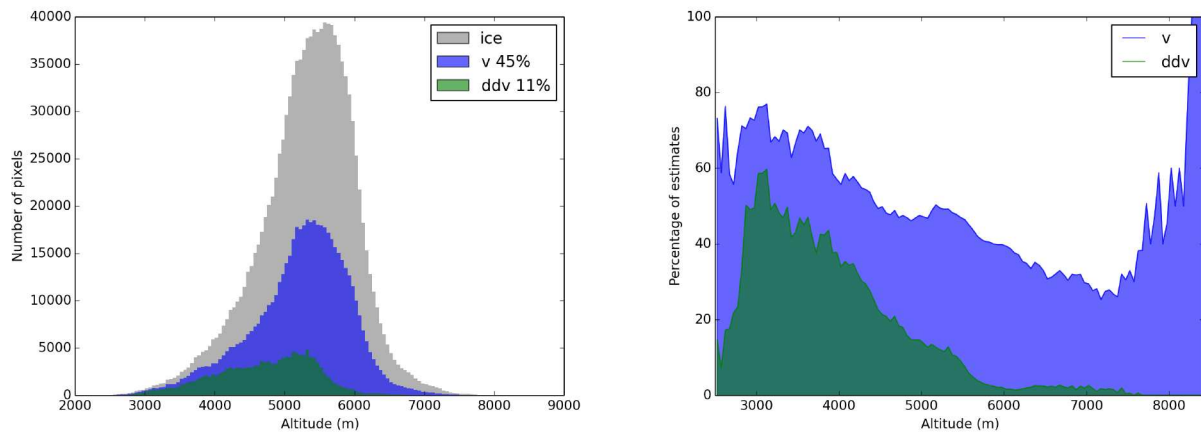 40000
35000
30000
25000
20000
15000
10000
5000
0
Number of pixels
ice
v 45%
ddv 11%
2000 3000 4000 5000 6000 7000 8000 9000
Altitude (m)
100
80
60
40
20
0
Percentage of estimates
v
ddv
3000 4000 5000 6000 7000 8000
Altitude (m)